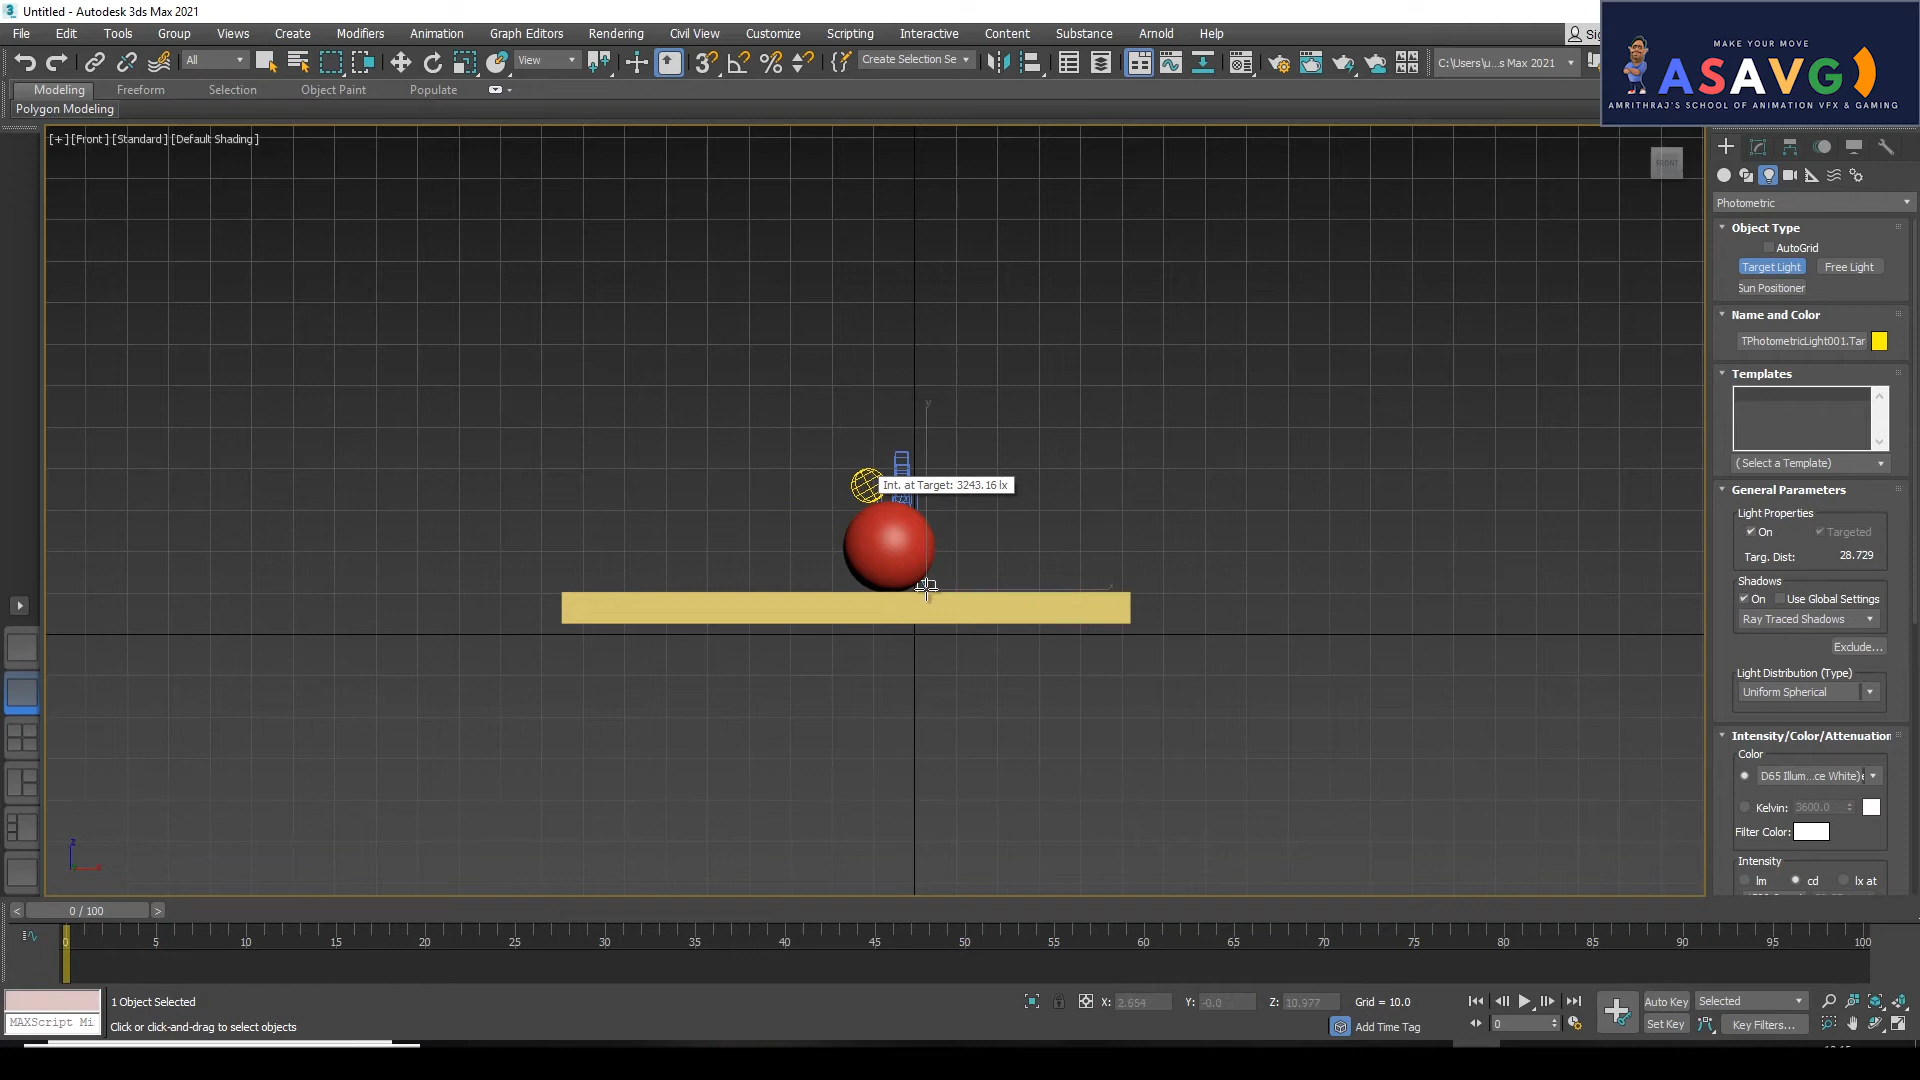 Untitled - Autodesk 3ds Max 2021
File Edit Tools Group Views Create Modifiers Animation Graph Editors Rendering Civil View Customize Scripting Interactive Content Substance Arnold Help
MAKE YOUR MOVE
ASAVG
AMRITHRAJ'S SCHOOL OF ANIMATION VFX & GAMING
All View Create Selection Se C:\Users\u...s Max 2021
Modeling Freeform Selection Object Paint Populate
Polygon Modeling
[+] [Front] [Standard] [Default Shading]
FRONT
Photometric
Object Type
AutoGrid
Target Light Free Light
Sun Positioner
Name and Color
TPhotometricLight001.Tar
Templates
(Select a Template)
y
Int. at Target: 3243.16 lx
General Parameters
Light Properties
On Targeted
Targ. Dist: 28.729
Shadows
On Use Global Settings
Ray Traced Shadows
Exclude...
Light Distribution (Type)
Uniform Spherical
Intensity/Color/Attenuation
Color
D65 Illum...ce White)
Kelvin: 3600.0
Filter Color:
Intensity
lm cd lx at
z
0 / 100
0 5 10 15 20 25 30 35 40 45 50 55 60 65 70 75 80 85 90 95 100
1 Object Selected
X: 2.654 Y: -0.0 Z: 10.977 Grid = 10.0
Auto Key Selected
MAXScript Mi
Click or click-and-drag to select objects
Add Time Tag
0
Set Key Key Filters...